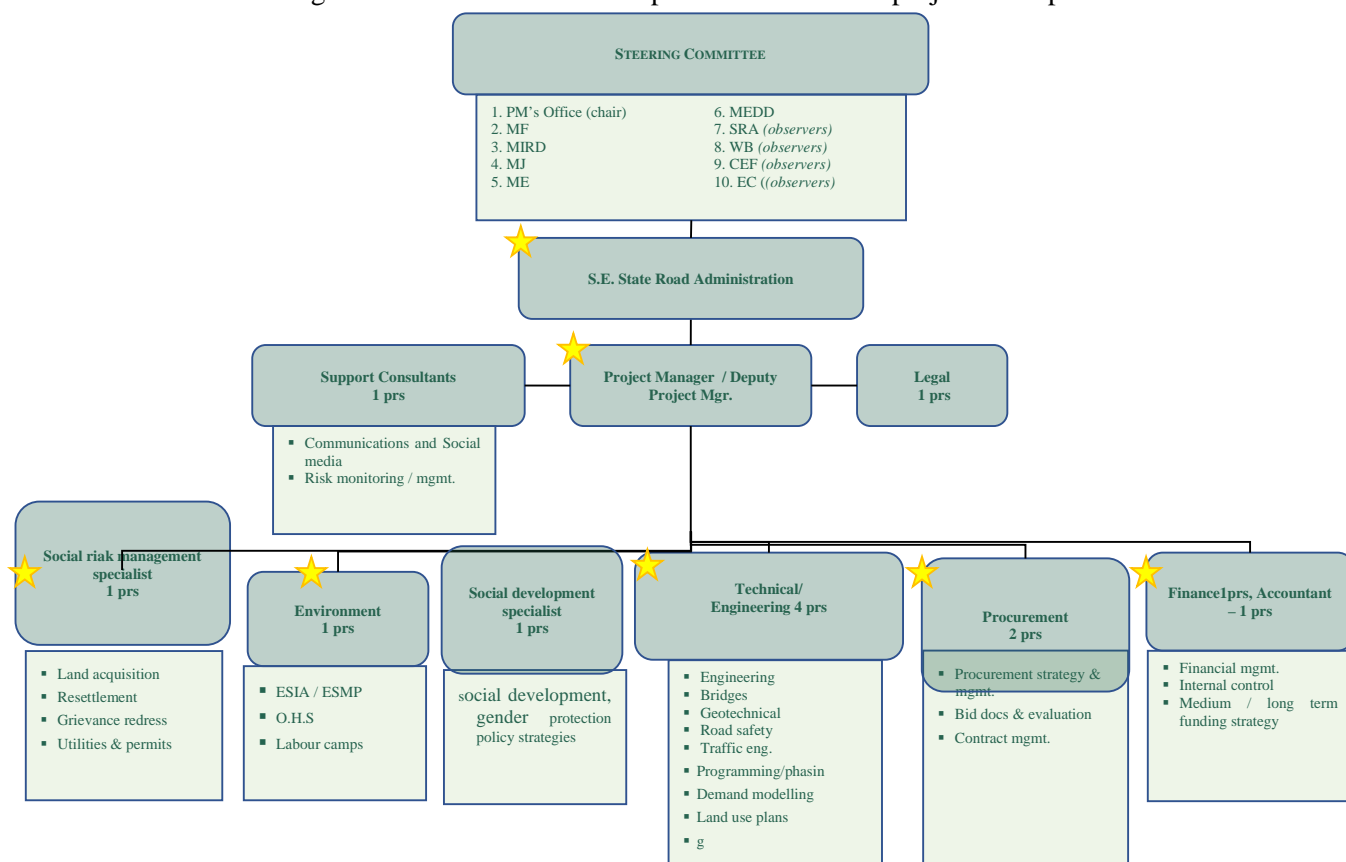 STEERING COMMITTEE
1. PM's Office (chair)
2. MF
3. MIRD
4. MJ
5. ME
6. MEDD
7. SRA (observers)
8. WB (observers)
9. CEF (observers)
10. EC ((observers)
S.E. State Road Administration
Support Consultants
1 prs
Project Manager / Deputy
Project Mgr.
Legal
1 prs
▪ Communications and Social
media
▪ Risk monitoring / mgmt.
Social risk management
specialist
1 prs
▪ Land acquisition
▪ Resettlement
▪ Grievance redress
▪ Utilities & permits
Environment
1 prs
▪ ESIA / ESMP
▪ O.H.S
▪ Labour camps
Social development
specialist
1 prs
social development,
gender protection
policy strategies
Technical/
Engineering 4 prs
▪ Engineering
▪ Bridges
▪ Geotechnical
▪ Road safety
▪ Traffic eng.
▪ Programming/phasin
▪ Demand modelling
▪ Land use plans
▪ g
Procurement
2 prs
▪ Procurement strategy &
mgmt.
▪ Bid docs & evaluation
▪ Contract mgmt.
Finance1prs, Accountant
– 1 prs
▪ Financial mgmt.
▪ Internal control
▪ Medium / long term
funding strategy